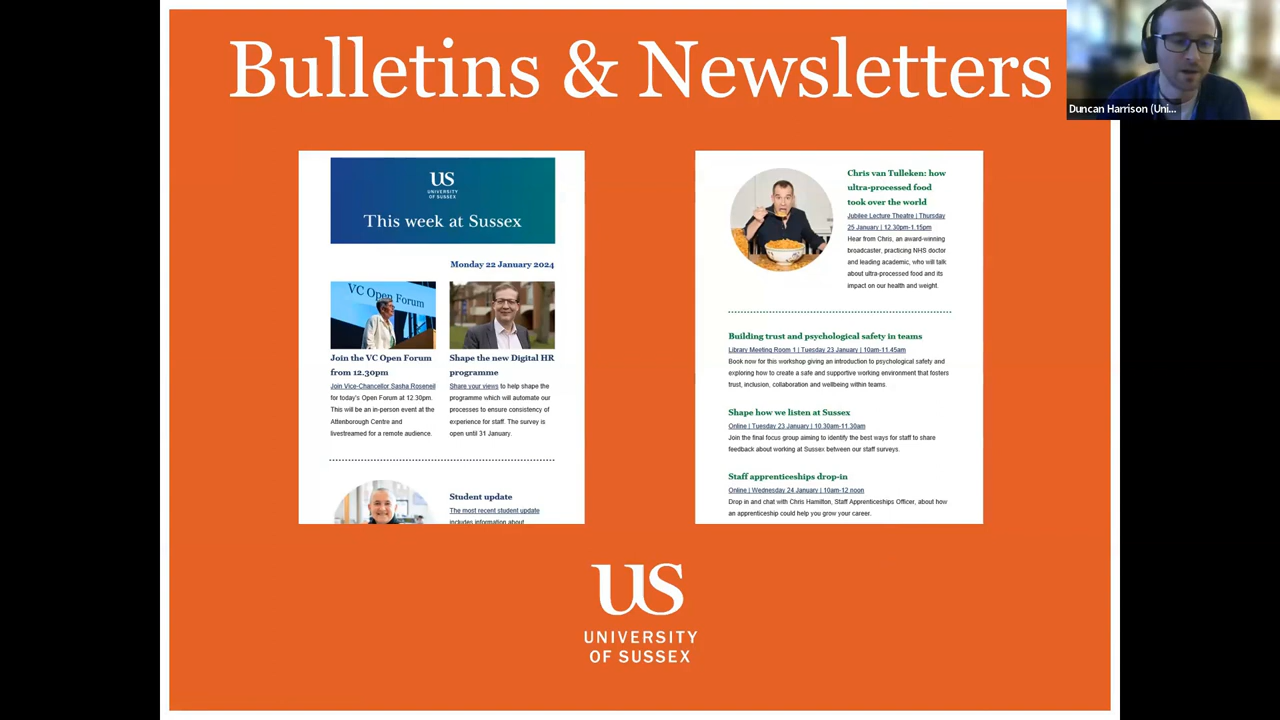 Bulletins & Newsletters
Duncan Harrison (Uni...
US
UNIVERSITY
OF SUSSEX
This week at Sussex
Monday 22 January 2024
VC Open Forum
Join the VC Open Forum
from 12.30pm
Join Vice-Chancellor Sasha Roseneil
for today's Open Forum at 12.30pm.
This will be an in-person event at the
Attenborough Centre and
livestreamed for a remote audience.
Shape the new Digital HR
programme
Share your views to help shape the
programme which will automate our
processes to ensure consistency of
experience for staff. The survey is
open until 31 January.
Student update
The most recent student update
includes information about
Chris van Tulleken: how
ultra-processed food
took over the world
Jubilee Lecture Theatre | Thursday
25 January | 12.30pm-1.15pm
Hear from Chris, an award-winning
broadcaster, practicing NHS doctor
and leading academic, who will talk
about ultra-processed food and its
impact on our health and weight.
Building trust and psychological safety in teams
Library Meeting Room 1 | Tuesday 23 January | 10am-11.45am
Book now for this workshop giving an introduction to psychological safety and
exploring how to create a safe and supportive working environment that fosters
trust, inclusion, collaboration and wellbeing within teams.
Shape how we listen at Sussex
Online | Tuesday 23 January | 10.30am-11.30am
Join the final focus group aiming to identify the best ways for staff to share
feedback about working at Sussex between our staff surveys.
Staff apprenticeships drop-in
Online | Wednesday 24 January | 10am-12 noon
Drop in and chat with Chris Hamilton, Staff Apprenticeships Officer, about how
an apprenticeship could help you grow your career.
US
UNIVERSITY
OF SUSSEX